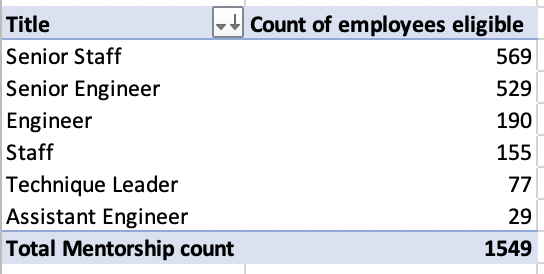 Title Count of employees eligible
Senior Staff 569
Senior Engineer 529
Engineer 190
Staff 155
Technique Leader 77
Assistant Engineer 29
Total Mentorship count 1549